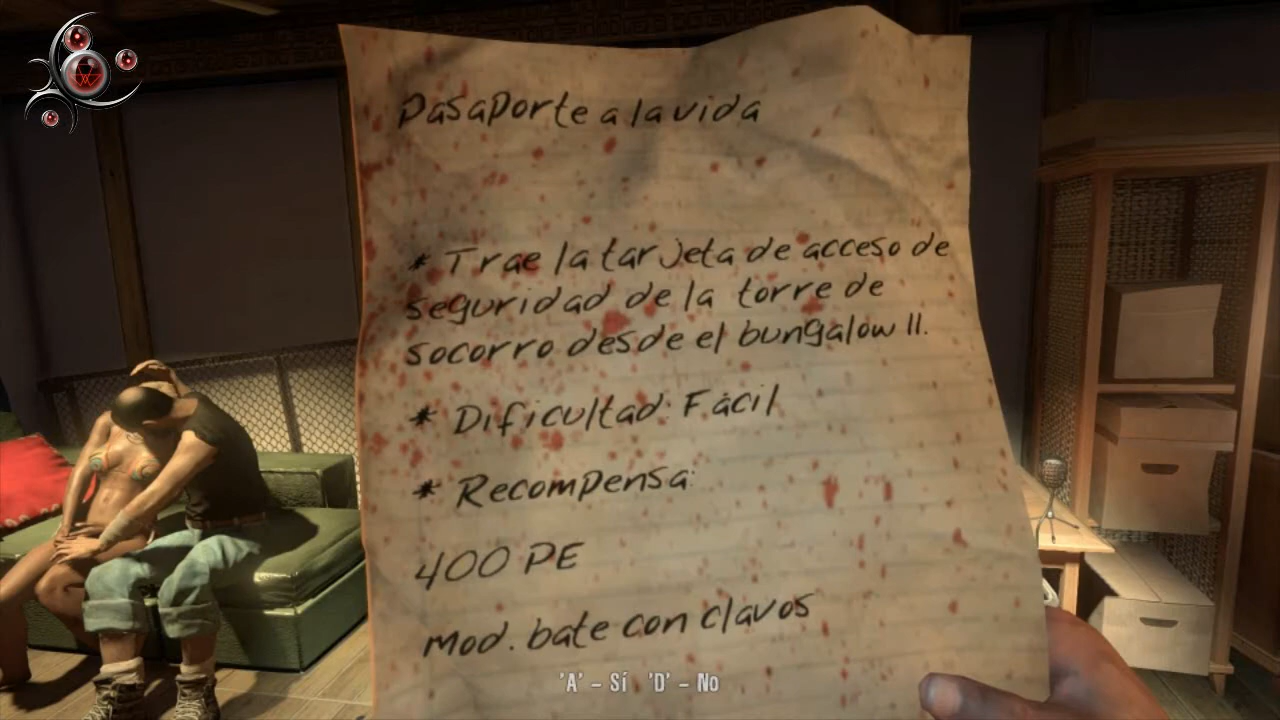 Pasaporte a la vida
* Trae la tarjeta de acceso de
seguridad de la torre de
socorro desde el bungalow 11.
* Dificultad: Fácil
* Recompensa:
400 PE
Mod. bate con clavos
'A' – Sí 'D' – No